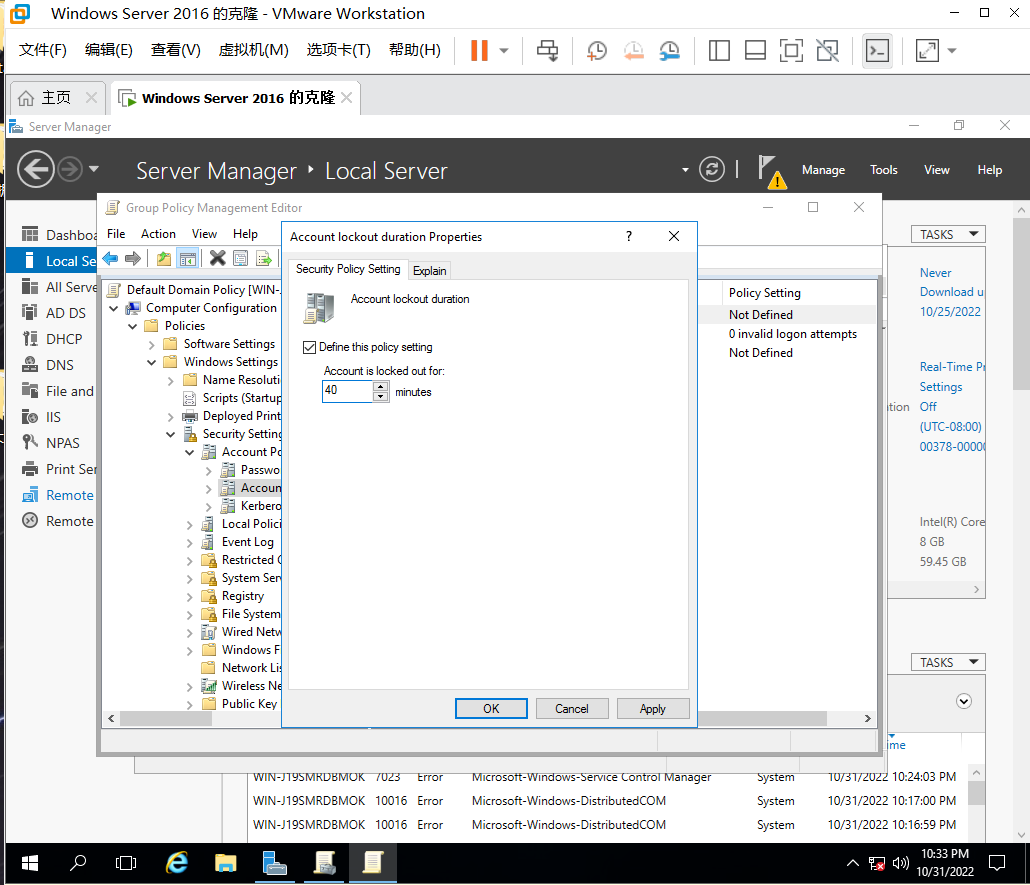 Windows Server 2016 的克隆 - VMware Workstation
文件(F) 编辑(E) 查看(V) 虚拟机(M) 选项卡(T) 帮助(H)
主页 Windows Server 2016 的克隆
Server Manager
Server Manager Local Server Manage Tools View Help
Group Policy Management Editor
File Action View Help
Account lockout duration Properties ?
Security Policy Setting Explain
Account lockout duration
Define this policy setting
Account is locked out for:
40 minutes
OK Cancel Apply
Dashboa
Local Se
All Serve
AD DS
DHCP
DNS
File and
IIS
NPAS
Print Ser
Remote
Remote
Default Domain Policy [WIN-
Computer Configuration
Policies
Software Settings
Windows Settings
Name Resoluti
Scripts (Startup
Deployed Print
Security Setting
Account Po
Passwo
Accoun
Kerbero
Local Polici
Event Log
Restricted G
System Ser
Registry
File System
Wired Netw
Windows F
Network Lis
Wireless Ne
Public Key
Policy Setting
Not Defined
0 invalid logon attempts
Not Defined
TASKS
Never
Download u
10/25/2022
Real-Time Pr
Settings
ation Off
(UTC-08:00)
00378-00000
Intel(R) Core
8 GB
59.45 GB
TASKS
ime
WIN-J19SMRDBMOK 7023 Error Microsoft-Windows-Service Control Manager System 10/31/2022 10:24:03 PM
WIN-J19SMRDBMOK 10016 Error Microsoft-Windows-DistributedCOM System 10/31/2022 10:17:00 PM
WIN-J19SMRDBMOK 10016 Error Microsoft-Windows-DistributedCOM System 10/31/2022 10:16:59 PM
10:33 PM
10/31/2022